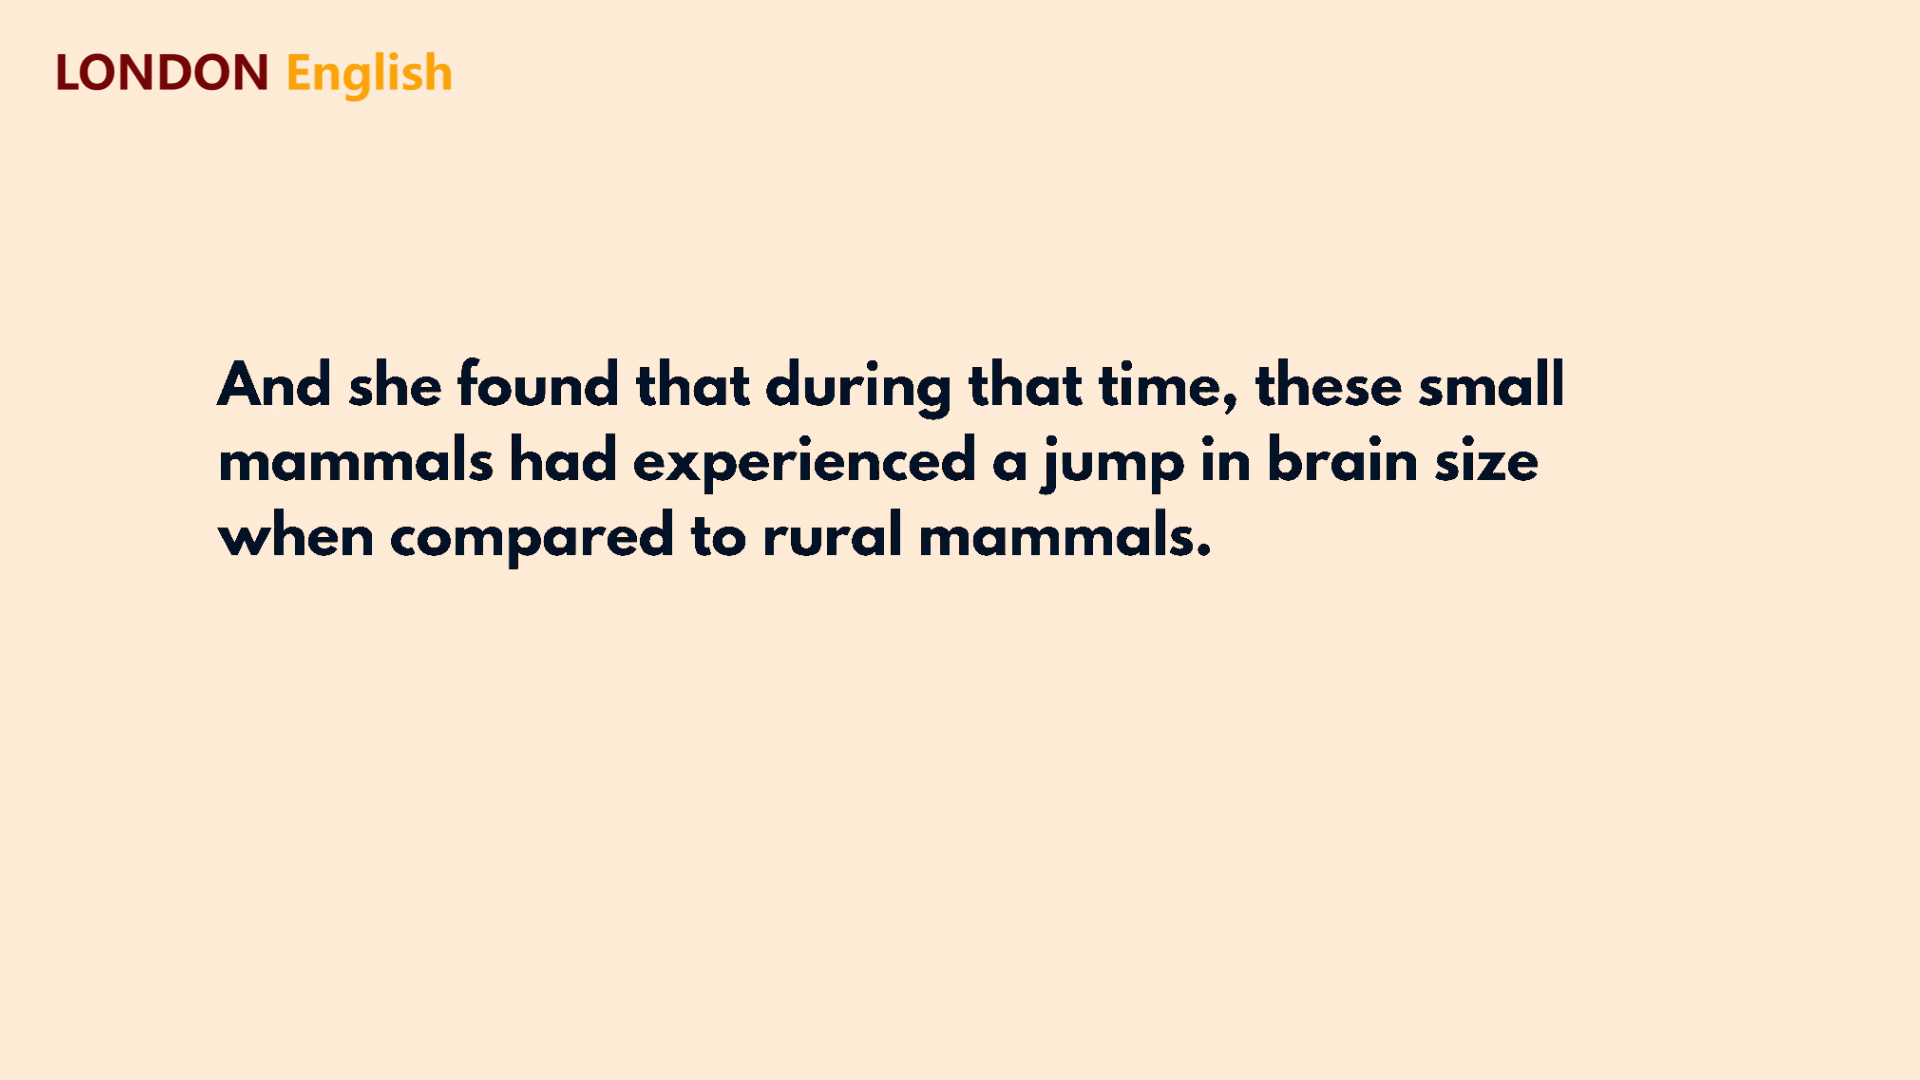 LONDON English
And she found that during that time, these small
mammals had experienced a jump in brain size
when compared to rural mammals.